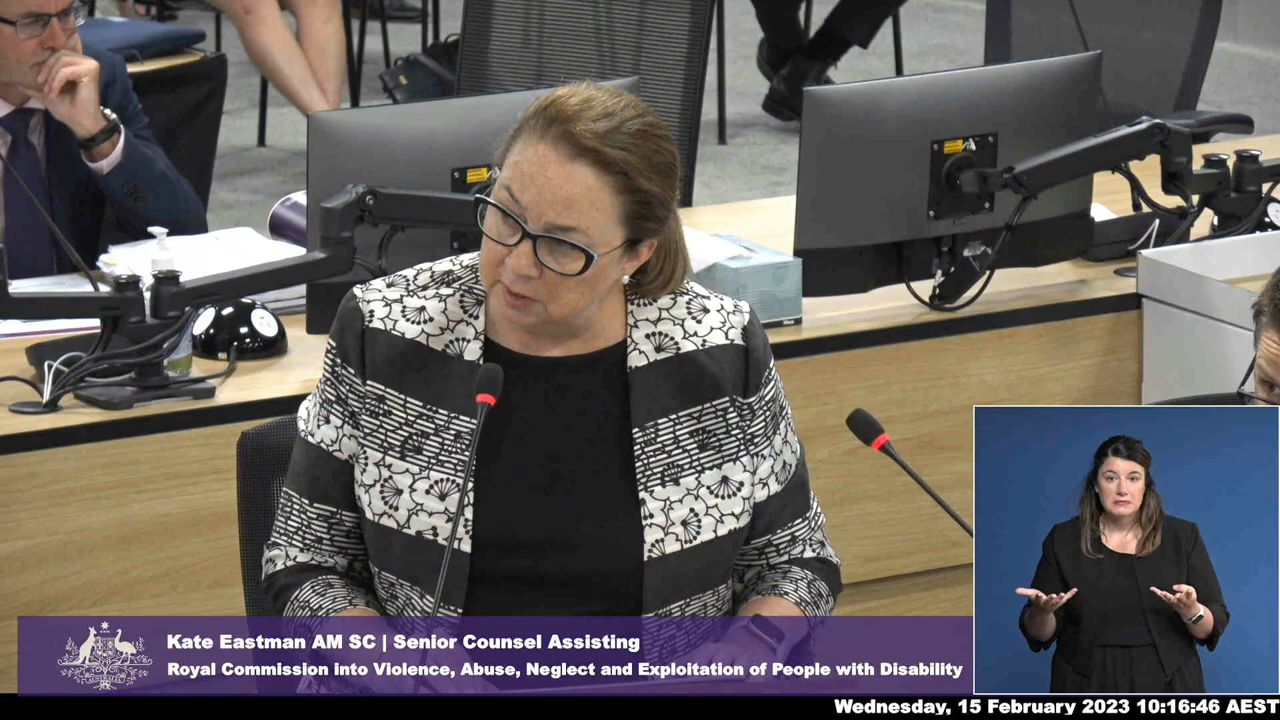 Kate Eastman AM SC | Senior Counsel Assisting
Royal Commission into Violence, Abuse, Neglect and Exploitation of People with Disability
Wednesday, 15 February 2023 10:16:46 AEST